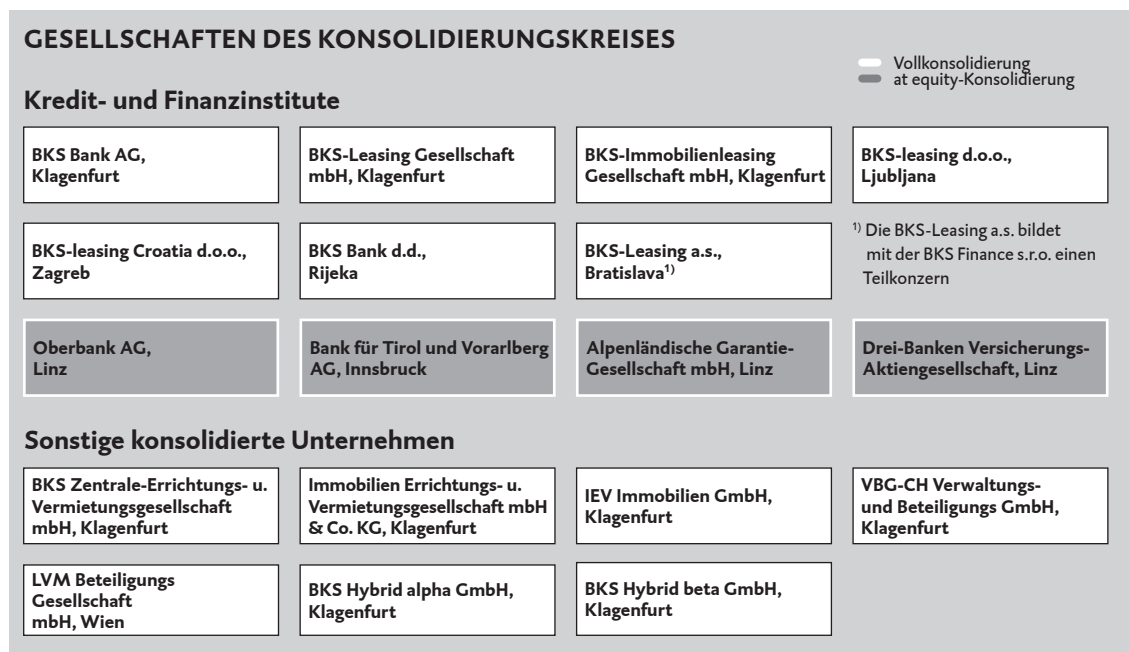 GESELLSCHAFTEN DES KONSOLIDIERUNGSKREISES
Vollkonsolidierung
at equity-Konsolidierung
Kredit- und Finanzinstitute
BKS Bank AG,
Klagenfurt
BKS-Leasing Gesellschaft
mbH, Klagenfurt
BKS-Immobilienleasing
Gesellschaft mbH, Klagenfurt
BKS-leasing d.o.o.,
Ljubljana
BKS-leasing Croatia d.o.o.,
Zagreb
BKS Bank d.d.,
Rijeka
BKS-Leasing a.s.,
Bratislava¹⁾
¹⁾ Die BKS-Leasing a.s. bildet
mit der BKS Finance s.r.o. einen
Teilkonzern
Oberbank AG,
Linz
Bank für Tirol und Vorarlberg
AG, Innsbruck
Alpenländische Garantie-
Gesellschaft mbH, Linz
Drei-Banken Versicherungs-
Aktiengesellschaft, Linz
Sonstige konsolidierte Unternehmen
BKS Zentrale-Errichtungs- u.
Vermietungsgesellschaft
mbH, Klagenfurt
Immobilien Errichtungs- u.
Vermietungsgesellschaft mbH
& Co. KG, Klagenfurt
IEV Immobilien GmbH,
Klagenfurt
VBG-CH Verwaltungs-
und Beteiligungs GmbH,
Klagenfurt
LVM Beteiligungs
Gesellschaft
mbH, Wien
BKS Hybrid alpha GmbH,
Klagenfurt
BKS Hybrid beta GmbH,
Klagenfurt